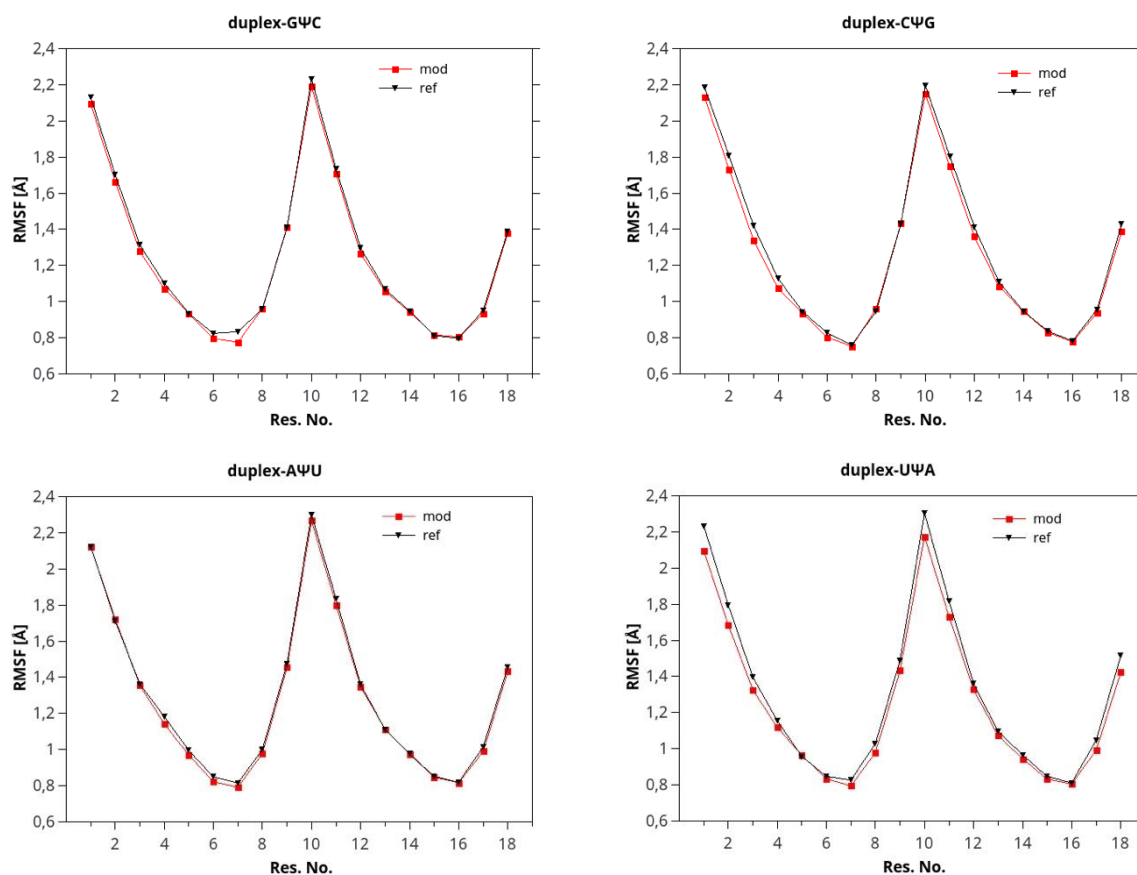 duplex-GΨC
2,4
2,2
2
1,8
1,6
1,4
1,2
1
0,8
0,6
RMSF [Å]
mod
ref
2 4 6 8 10 12 14 16 18
Res. No.
duplex-CΨG
2,4
2,2
2
1,8
1,6
1,4
1,2
1
0,8
0,6
RMSF [Å]
mod
ref
2 4 6 8 10 12 14 16 18
Res. No.
duplex-AΨU
2,4
2,2
2
1,8
1,6
1,4
1,2
1
0,8
0,6
RMSF [Å]
mod
ref
2 4 6 8 10 12 14 16 18
Res. No.
duplex-UΨA
2,4
2,2
2
1,8
1,6
1,4
1,2
1
0,8
0,6
RMSF [Å]
mod
ref
2 4 6 8 10 12 14 16 18
Res. No.